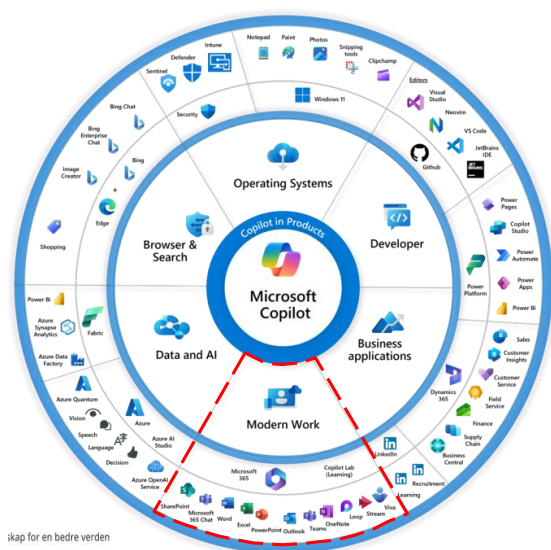 Notepad
Paint
Photos
Snipping
tools
Clipchamp
Intune
Defender
Sentinel
Security
Windows 11
Editors
Visual
Studio
Neovim
VS Code
JetBrains
IDE
JET
BRAINS
Github
Bing Chat
Bing
Enterprise
Chat
Image
Creator
Bing
+
Edge
Shopping
Operating Systems
Browser &
Search
Developer
Copilot in Products
Microsoft
Copilot
Data and AI
Business
applications
Modern Work
Power
Pages
Copilot
Studio
Power
Automate
Power
Apps
Power Bi
Power
Platform
Power Bi
Azure
Synapse
Analytics
Azure Data
Factory
Fabric
Sales
Customer
Insights
Customer
Service
Field
Service
Finance
Supply
Chain
Business
Central
Dynamics
365
Azure Quantum
Vision
Speech
Language
Decision
Azure OpenAI
Service
Azure
Azure AI
Studio
Microsoft
365
Copilot Lab
(Learning)
LinkedIn
Recruitment
Learning
SharePoint
Microsoft
365 Chat
Word
Excel
PowerPoint
Outlook
Teams
OneNote
Loop
Stream
Viva
skap for en bedre verden